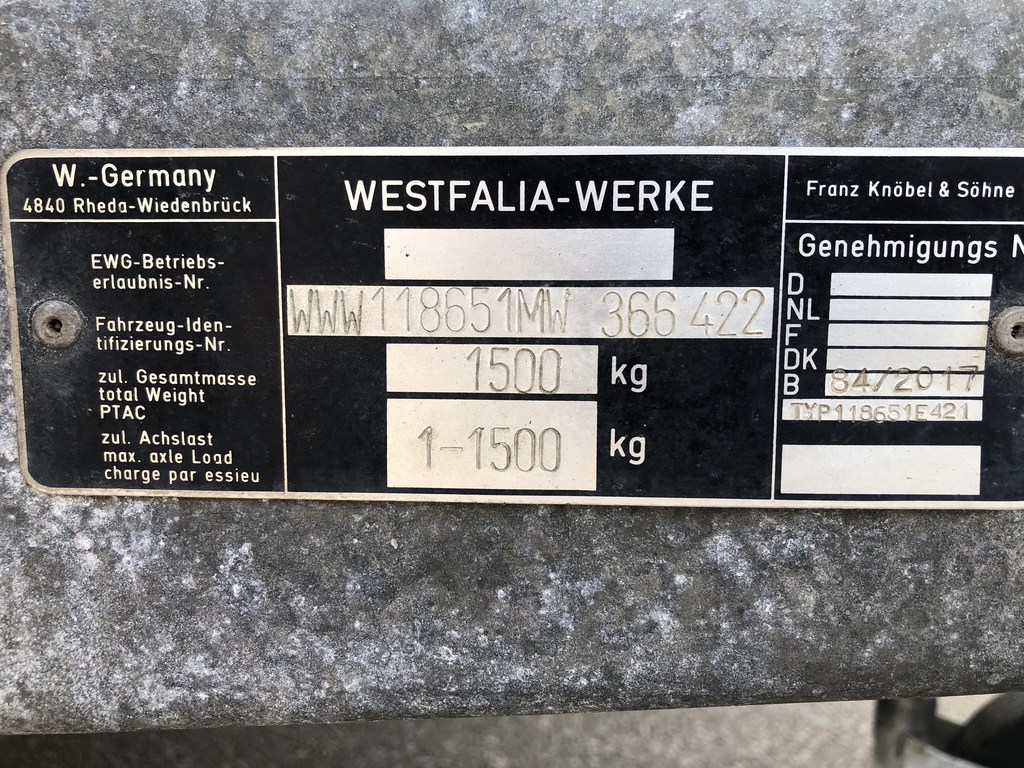 W.-Germany
4840 Rheda-Wiedenbrück
WESTFALIA-WERKE
Franz Knöbel & Söhne
EWG-Betriebs-
erlaubnis-Nr.
Fahrzeug-Iden-
tifizierungs-Nr.
WWW118651MW 366422
zul. Gesamtmasse
total Weight
PTAC
1500 kg
zul. Achslast
max. axle Load
charge par essieu
1-1500 kg
Genehmigungs N
D
NL
F
DK
B 84/2017
TYP118651E421